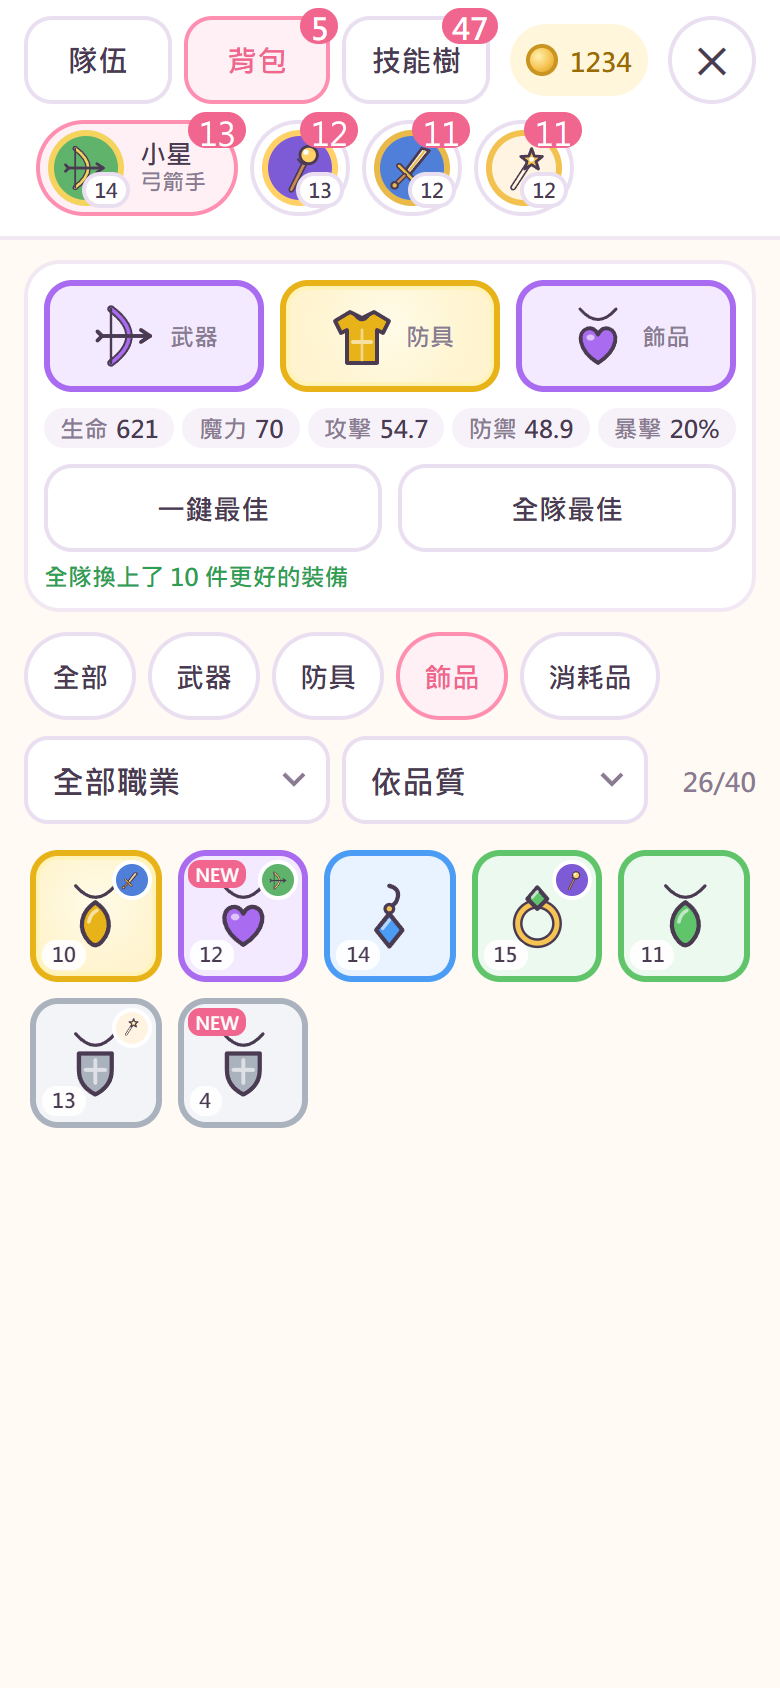 隊伍 背包 5 技能樹 47 1234
小星 13 12 11 11
弓箭手 14 13 12 12
武器 防具 飾品
生命 621 魔力 70 攻擊 54.7 防禦 48.9 暴擊 20%
一鍵最佳 全隊最佳
全隊換上了 10 件更好的裝備
全部 武器 防具 飾品 消耗品
全部職業 依品質 26/40
NEW
10 12 14 15 11
NEW
13 4